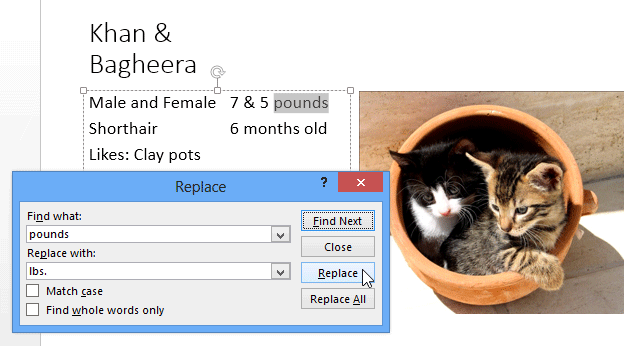 Khan &
Bagheera
Male and Female 7 & 5 pounds
Shorthair 6 months old
Likes: Clay pots
Replace
?
Find what:
pounds
Find Next
Close
Replace with:
lbs.
Replace
Match case
Replace All
Find whole words only